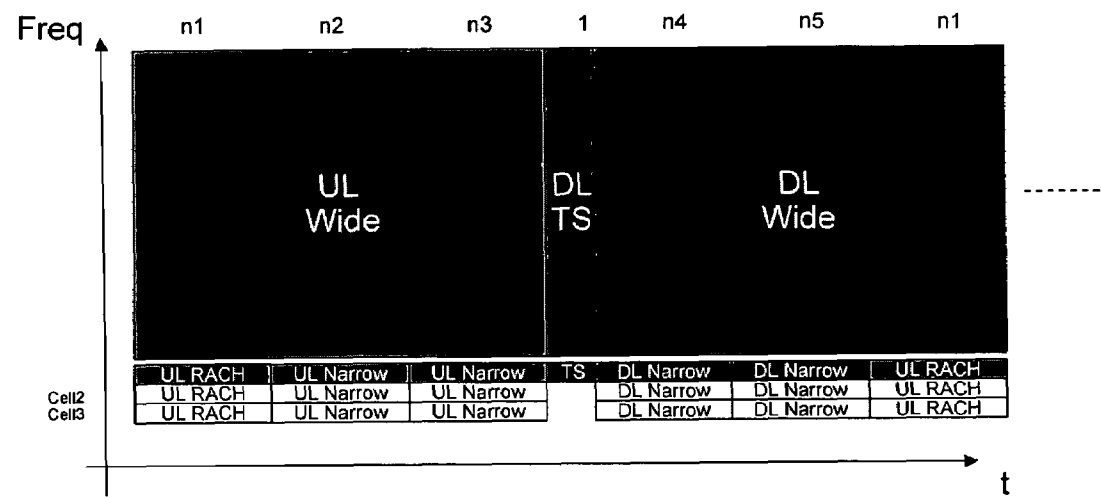 Freq n1 n2 n3 1 n4 n5 n1
UL
Wide
DL
TS
DL
Wide
UL RACH UL Narrow UL Narrow TS DL Narrow DL Narrow UL RACH
Cell2 UL RACH UL Narrow UL Narrow DL Narrow DL Narrow UL RACH
Cell3 UL RACH UL Narrow UL Narrow DL Narrow DL Narrow UL RACH
t